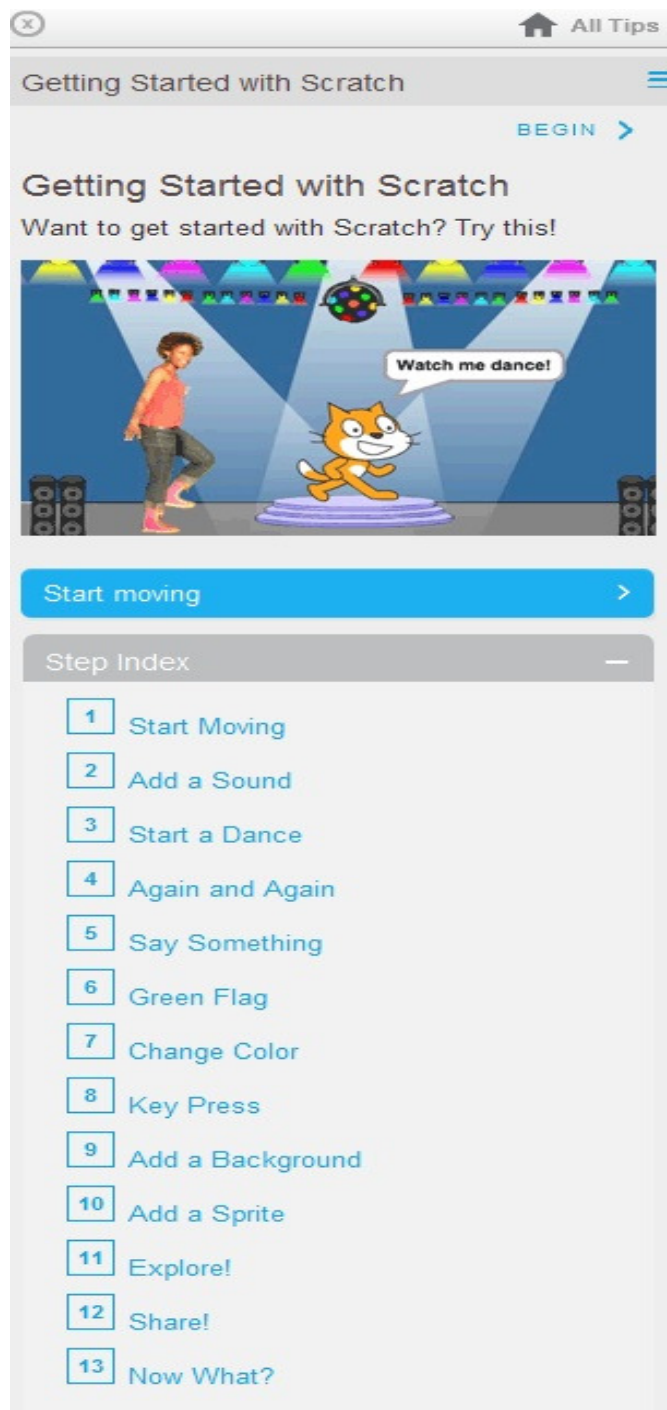 All Tips
Getting Started with Scratch
BEGIN
Getting Started with Scratch
Want to get started with Scratch? Try this!
Watch me dance!
Start moving
Step Index
1 Start Moving
2 Add a Sound
3 Start a Dance
4 Again and Again
5 Say Something
6 Green Flag
7 Change Color
8 Key Press
9 Add a Background
10 Add a Sprite
11 Explore!
12 Share!
13 Now What?